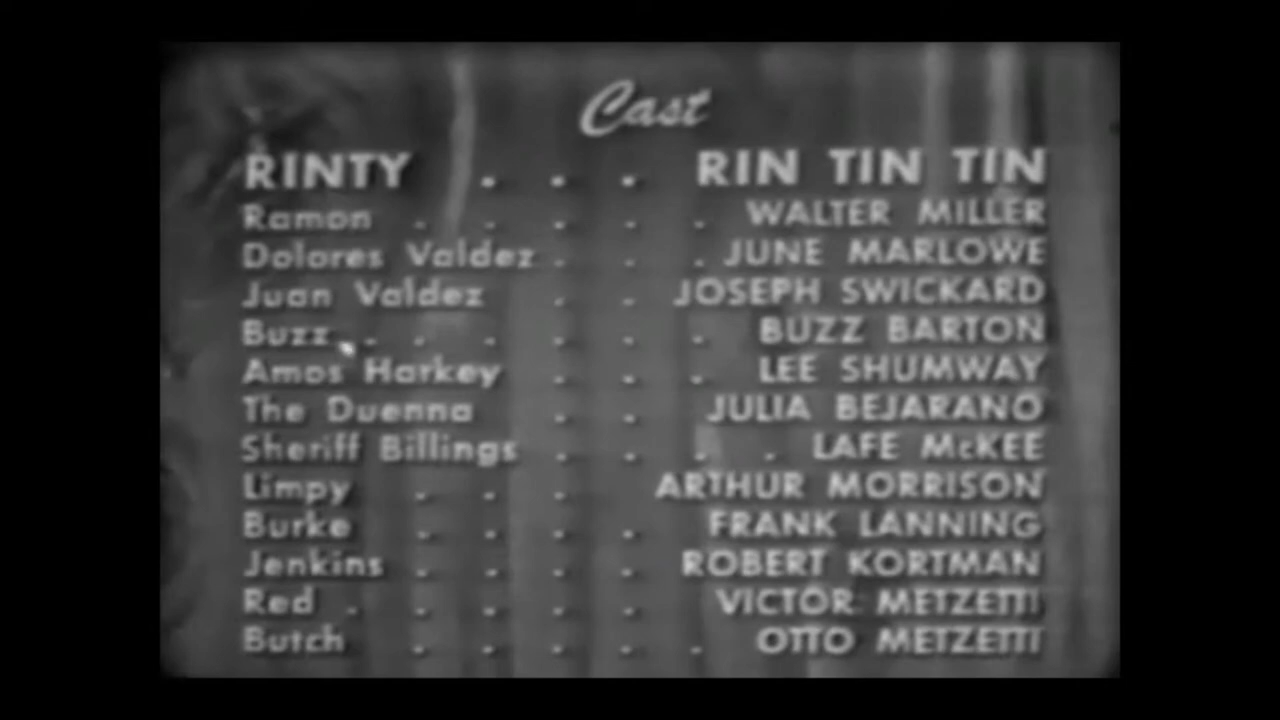 Cast
RINTY . . . RIN TIN TIN
Ramon . . . . . WALTER MILLER
Dolores Valdez . . . JUNE MARLOWE
Juan Valdez . . JOSEPH SWICKARD
Buzz . . . . . . BUZZ BARTON
Amos Harkey . . . LEE SHUMWAY
The Duenna . . JULIA BEJARANO
Sheriff Billings . . . . LAFE McKEE
Limpy . . . ARTHUR MORRISON
Burke . . . . FRANK LANNING
Jenkins . . . . ROBERT KORTMAN
Red . . . . . VICTOR METZETTI
Butch . . . . . OTTO METZETTI